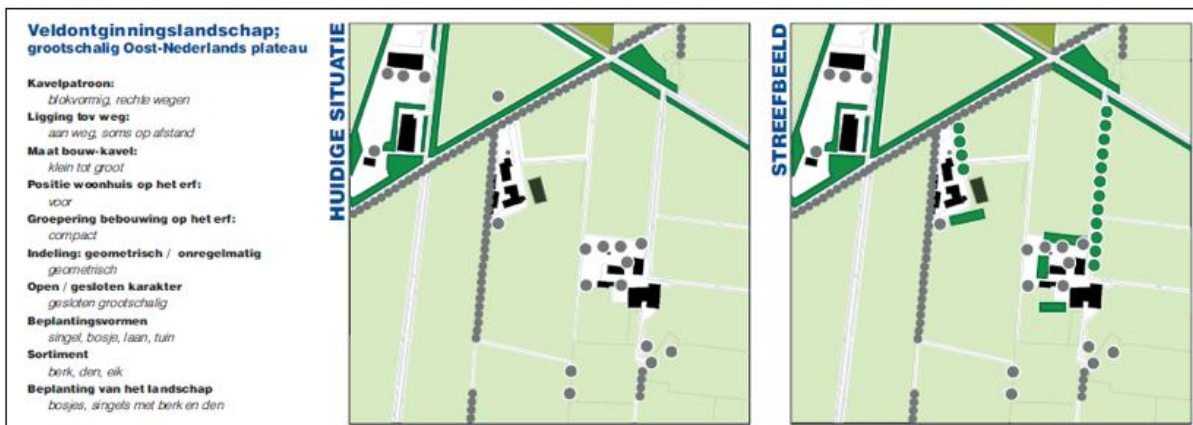 Veldontginningslandschap;
grootschalig Oost-Nederlands plateau
Kavelpatroon:
blokvormig, rechte wegen
Ligging tov weg:
aan weg, soms op afstand
Maat bouw-kavel:
klein tot groot
Positie woonhuis op het erf:
voor
Groepering bebouwing op het erf:
compact
Indeling: geometrisch / onregelmatig
geometrisch
Open / gesloten karakter
gesloten grootschalig
Beplantingsvormen
singel, bosje, laan, tuin
Sortiment
berk, den, eik
Beplanting van het landschap
bosjes, singels met berk en den
HUIDIGE SITUATIE
STREEFBEELD